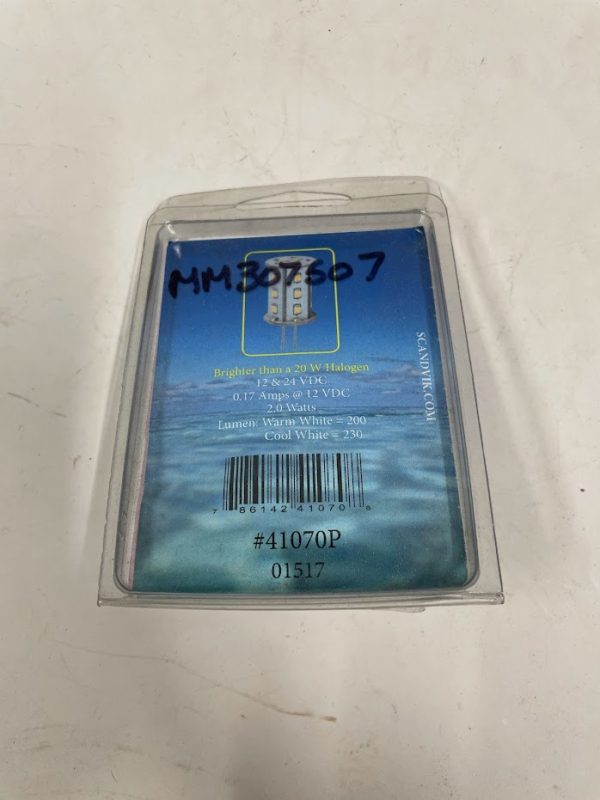 MM307507
Brighter than a 20 W Halogen
12 & 24 VDC
0.17 Amps @ 12 VDC
2.0 Watts
Lumen: Warm White = 200
Cool White = 230
SCANDVIK.COM
7 86142 41070 8
#41070P
01517